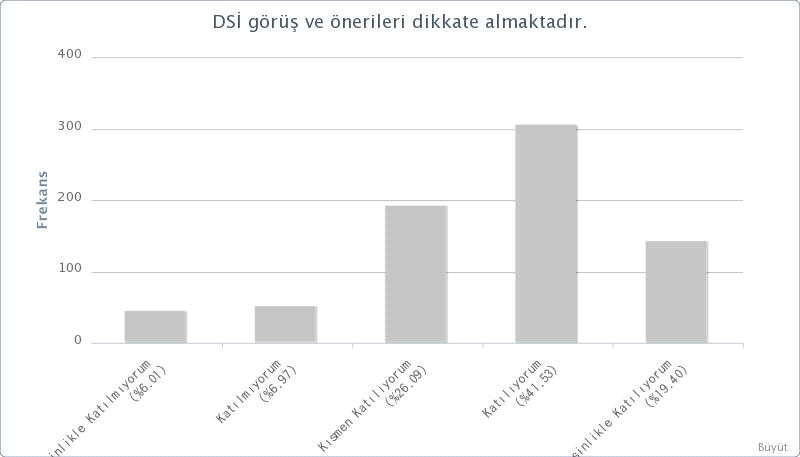 DSİ görüş ve önerileri dikkate almaktadır.
400
300
200
100
0
Frekans
inlikle Katılmıyorum
(%6.01)
Katılmıyorum
(%6.97)
Kısmen Katılıyorum
(%26.09)
Katılıyorum
(%41.53)
sinlikle Katılıyorum
(%19.40)
Büyüt